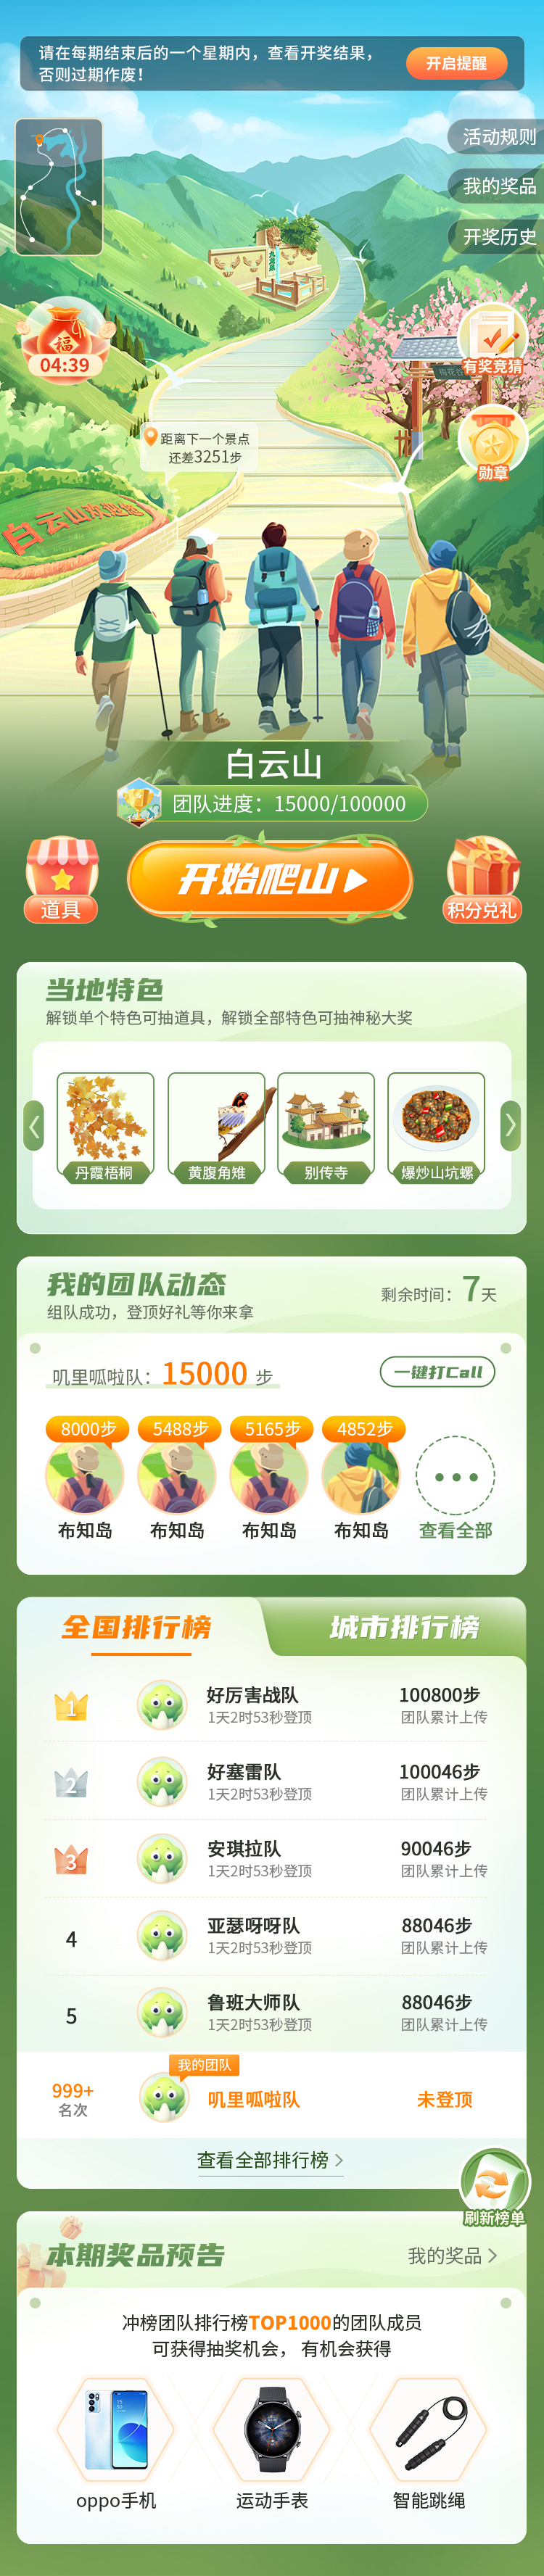 请在每期结束后的一个星期内，查看开奖结果，
否则过期作废！
开启提醒
活动规则
我的奖品
开奖历史
福
04:39
有奖竞猜
梅花谷
勋章
距离下一个景点
还差3251步
白云山欢迎您
白云山
团队进度：15000/100000
道具
开始爬山
积分兑礼
当地特色
解锁单个特色可抽道具，解锁全部特色可抽神秘大奖
丹霞梧桐
黄腹角雉
别传寺
爆炒山坑螺
我的团队动态
组队成功，登顶好礼等你来拿
剩余时间：7天
叽里呱啦队：15000 步
一键打Call
8000步
5488步
5165步
4852步
布知岛
布知岛
布知岛
布知岛
查看全部
全国排行榜
城市排行榜
1
好厉害战队
1天2时53秒登顶
100800步
团队累计上传
2
好塞雷队
1天2时53秒登顶
100046步
团队累计上传
3
安琪拉队
1天2时53秒登顶
90046步
团队累计上传
4
亚瑟呀呀队
1天2时53秒登顶
88046步
团队累计上传
5
鲁班大师队
1天2时53秒登顶
88046步
团队累计上传
999+
名次
我的团队
叽里呱啦队
未登顶
查看全部排行榜
刷新榜单
本期奖品预告
我的奖品
冲榜团队排行榜TOP1000的团队成员
可获得抽奖机会，有机会获得
oppo手机
运动手表
智能跳绳